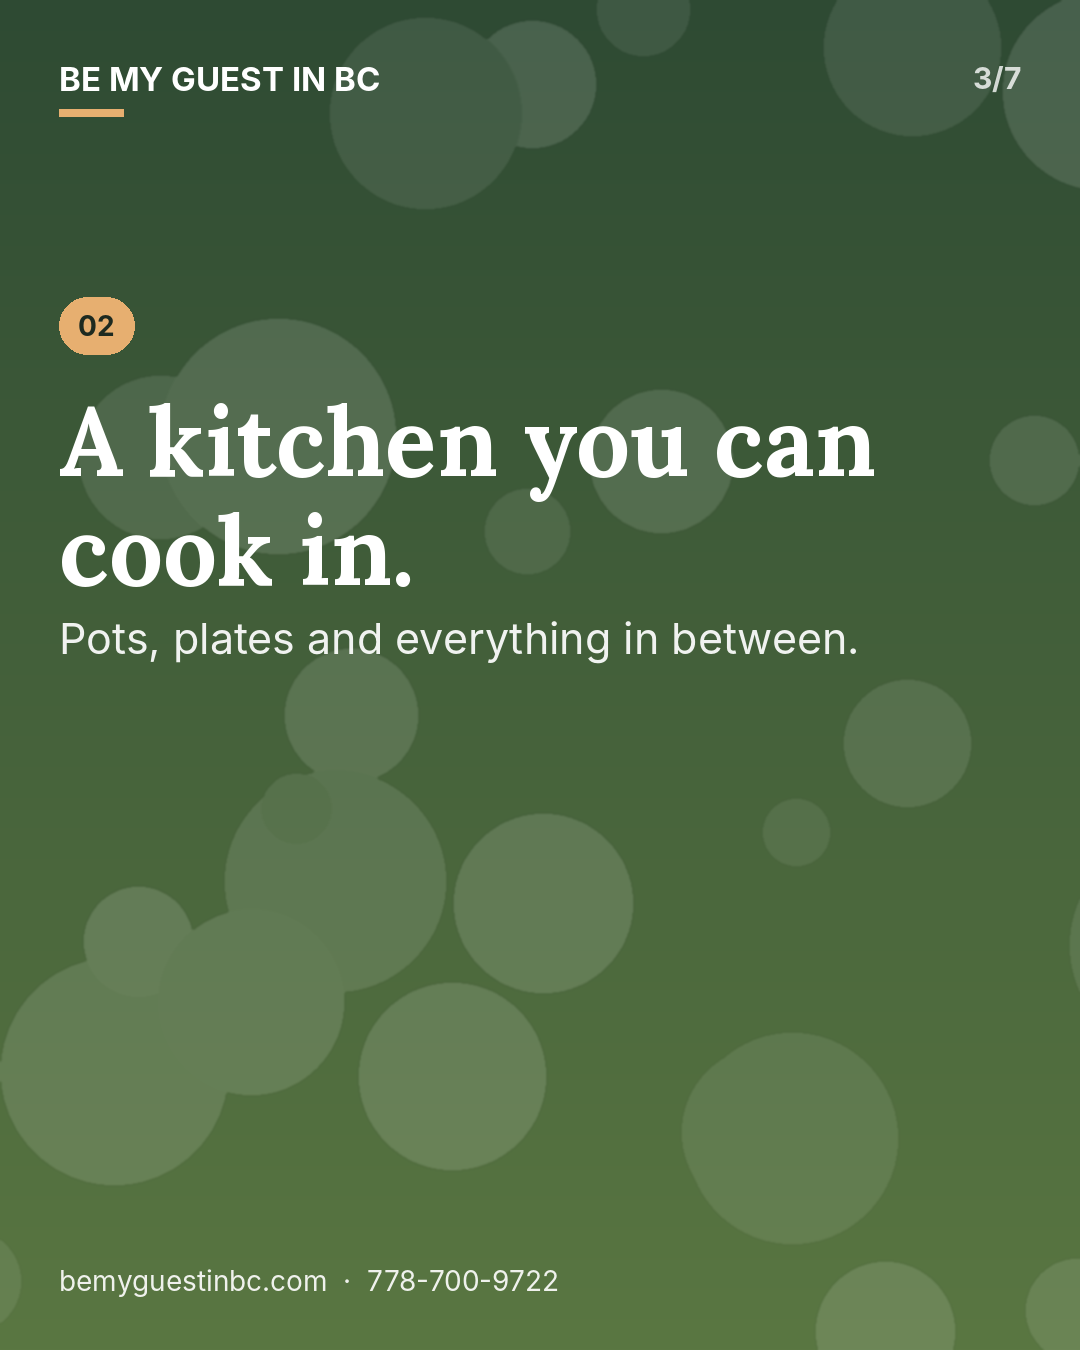 BE MY GUEST IN BC
3/7
02
A kitchen you can
cook in.
Pots, plates and everything in between.
bemyguestinbc.com · 778-700-9722